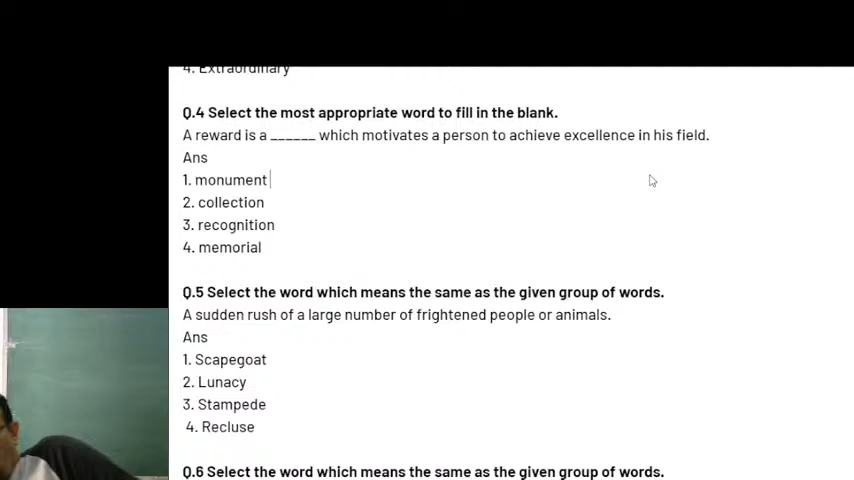 4. Extraordinary
Q.4 Select the most appropriate word to fill in the blank.
A reward is a ______ which motivates a person to achieve excellence in his field.
Ans
1. monument
2. collection
3. recognition
4. memorial
Q.5 Select the word which means the same as the given group of words.
A sudden rush of a large number of frightened people or animals.
Ans
1. Scapegoat
2. Lunacy
3. Stampede
4. Recluse
Q.6 Select the word which means the same as the given group of words.